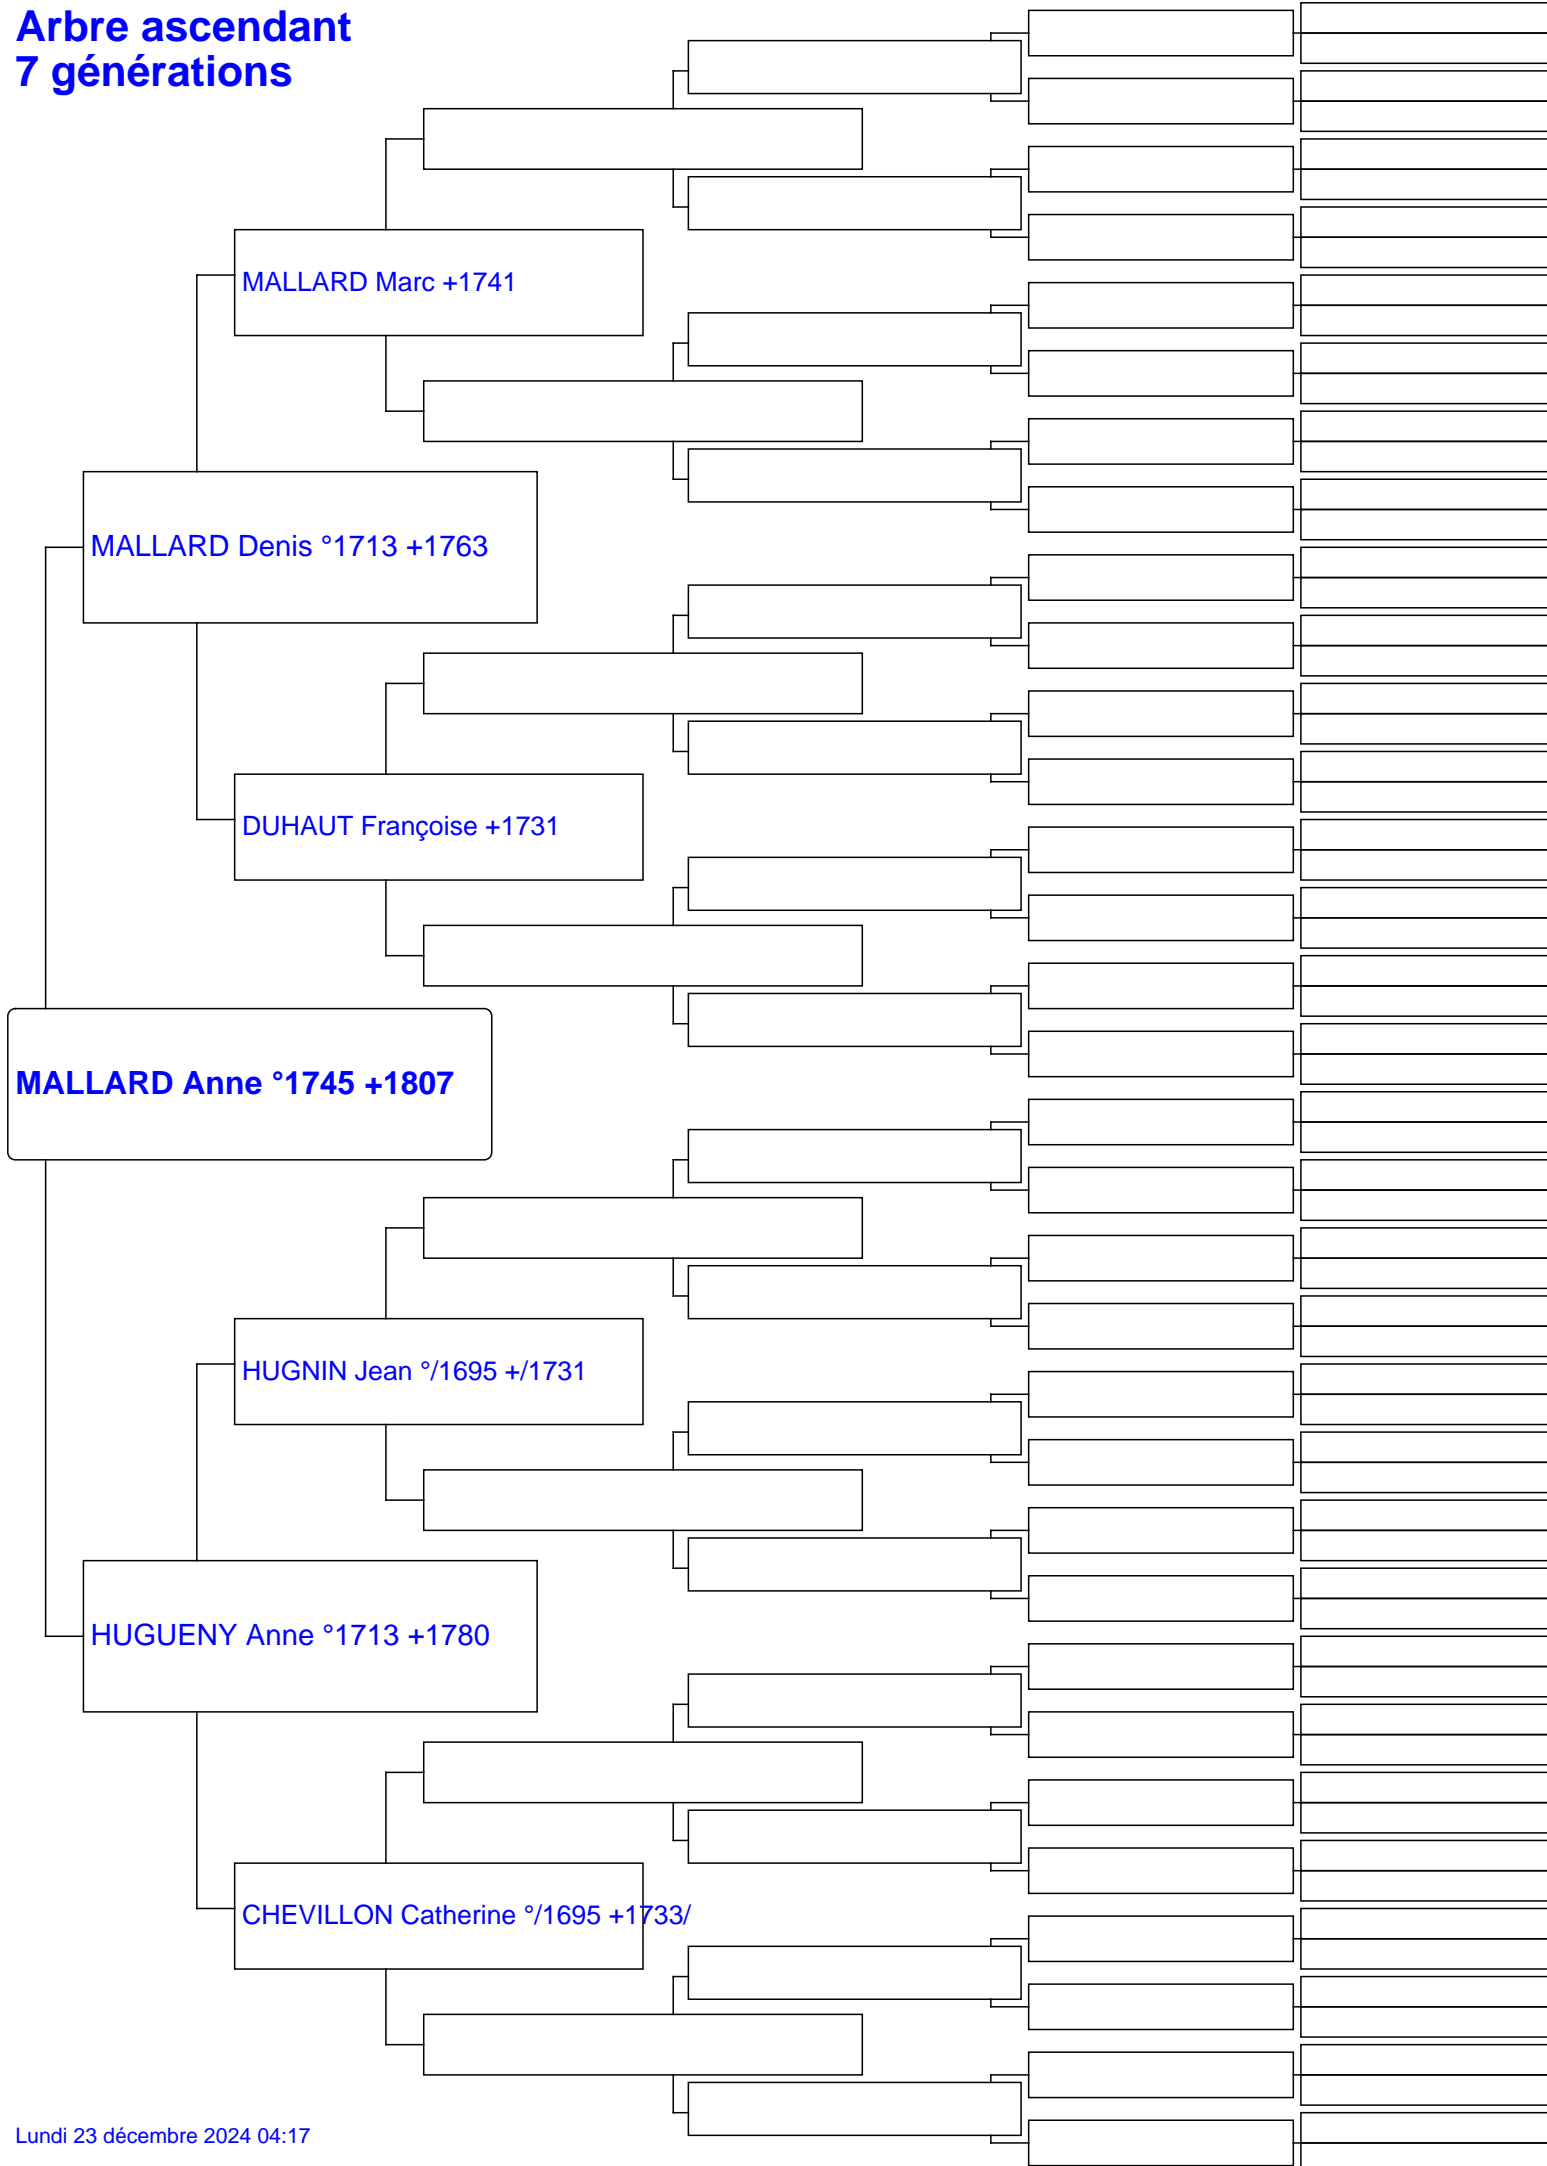 Arbre ascendant
7 générations
MALLARD Marc +1741
MALLARD Denis °1713 +1763
DUHAUT Françoise +1731
MALLARD Anne °1745 +1807
HUGNIN Jean °/1695 +/1731
HUGUENY Anne °1713 +1780
CHEVILLON Catherine °/1695 +1733/
Lundi 23 décembre 2024 04:17